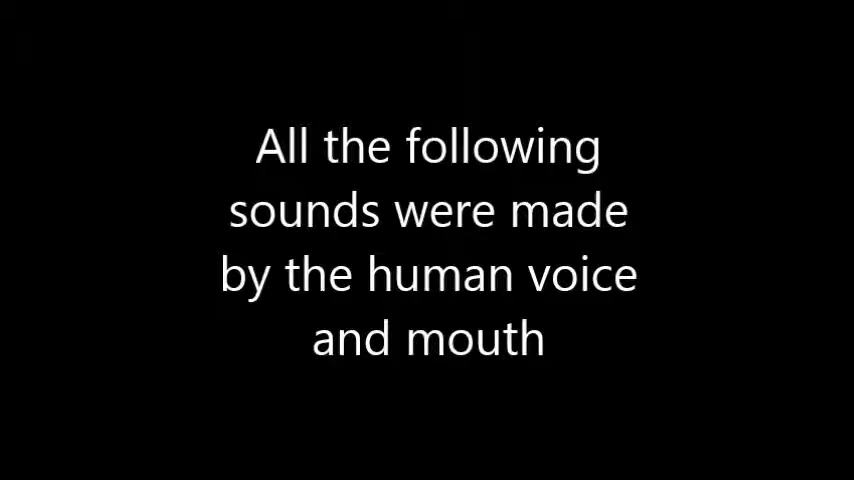 All the following
sounds were made
by the human voice
and mouth